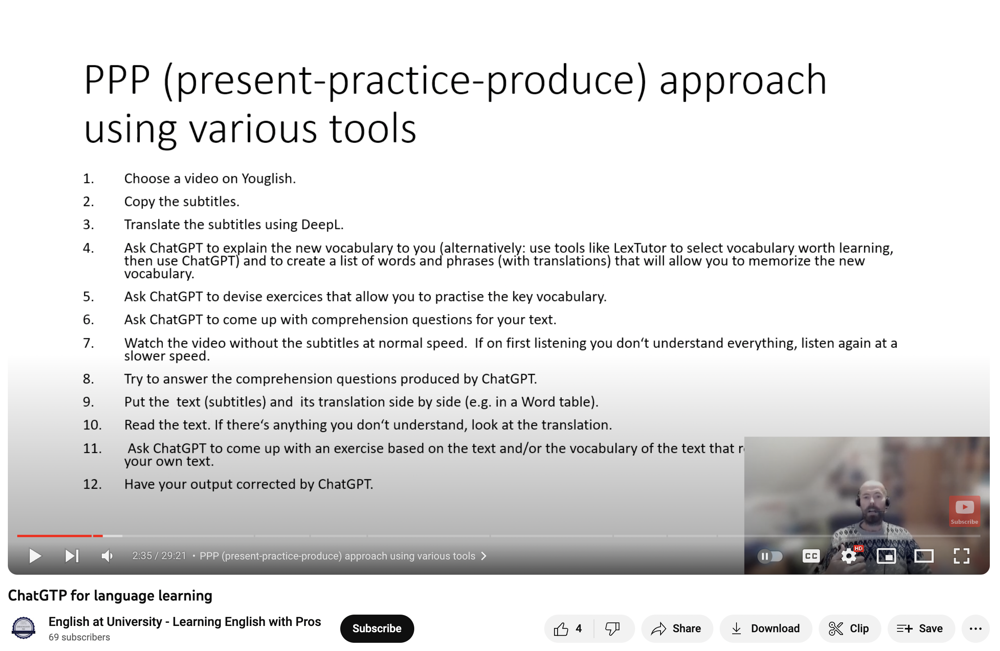 PPP (present-practice-produce) approach
using various tools
1. Choose a video on Youglish.
2. Copy the subtitles.
3. Translate the subtitles using DeepL.
4. Ask ChatGPT to explain the new vocabulary to you (alternatively: use tools like LexTutor to select vocabulary worth learning,
then use ChatGPT) and to create a list of words and phrases (with translations) that will allow you to memorize the new
vocabulary.
5. Ask ChatGPT to devise exercices that allow you to practise the key vocabulary.
6. Ask ChatGPT to come up with comprehension questions for your text.
7. Watch the video without the subtitles at normal speed.  If on first listening you don‘t understand everything, listen again at a
slower speed.
8. Try to answer the comprehension questions produced by ChatGPT.
9. Put the  text (subtitles) and  its translation side by side (e.g. in a Word table).
10. Read the text. If there‘s anything you don‘t understand, look at the translation.
11. Ask ChatGPT to come up with an exercise based on the text and/or the vocabulary of the text that
your own text.
12. Have your output corrected by ChatGPT.
Subscribe
2:35 / 29:21 • PPP (present-practice-produce) approach using various tools
CC
HD
ChatGTP for language learning
English at University - Learning English with Pros
69 subscribers
Subscribe
4
Share
Download
Clip
Save